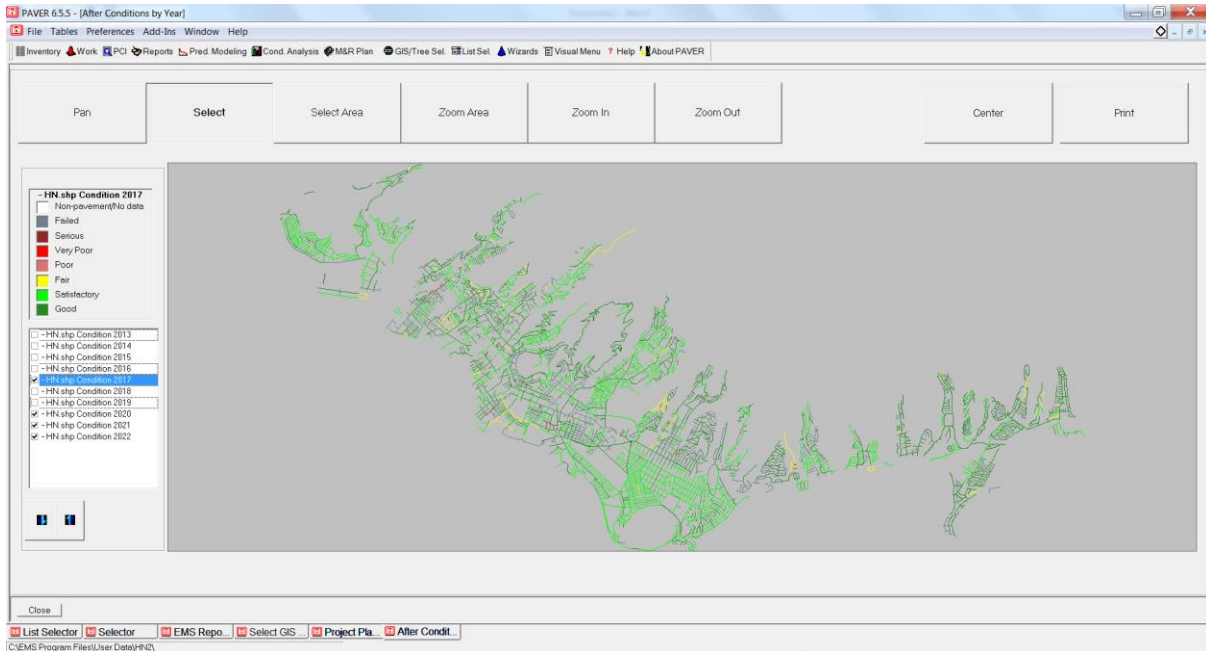 PAVER 6.5.5 - [After Conditions by Year]
File Tables Preferences Add-Ins Window Help
Inventory Work PCI Reports Pred. Modeling Cond. Analysis M&R Plan GIS/Tree Sel. List Sel. Wizards Visual Menu ? Help About PAVER
Pan Select Select Area Zoom Area Zoom In Zoom Out Center Print
- HN.shp Condition 2017
Non-pavement/No data
Failed
Serious
Very Poor
Poor
Fair
Satisfactory
Good
- HN.shp Condition 2013
- HN.shp Condition 2014
- HN.shp Condition 2015
- HN.shp Condition 2016
- HN.shp Condition 2017
- HN.shp Condition 2018
- HN.shp Condition 2019
- HN.shp Condition 2020
- HN.shp Condition 2021
- HN.shp Condition 2022
Close
List Selector Selector EMS Repo... Select GIS ... Project Pla... After Condit...
C:\EMS Program Files\User Data\HN2\